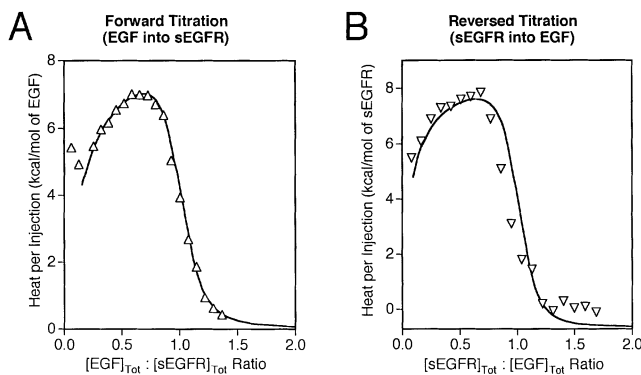 A
Forward Titration
(EGF into sEGFR)
Heat per Injection (kcal/mol of EGF)
8
6
4
2
0
0.0 0.5 1.0 1.5 2.0
[EGF]Tot : [sEGFR]Tot Ratio
B
Reversed Titration
(sEGFR into EGF)
Heat per Injection (kcal/mol of sEGFR)
8
6
4
2
0
0.0 0.5 1.0 1.5 2.0
[sEGFR]Tot : [EGF]Tot Ratio